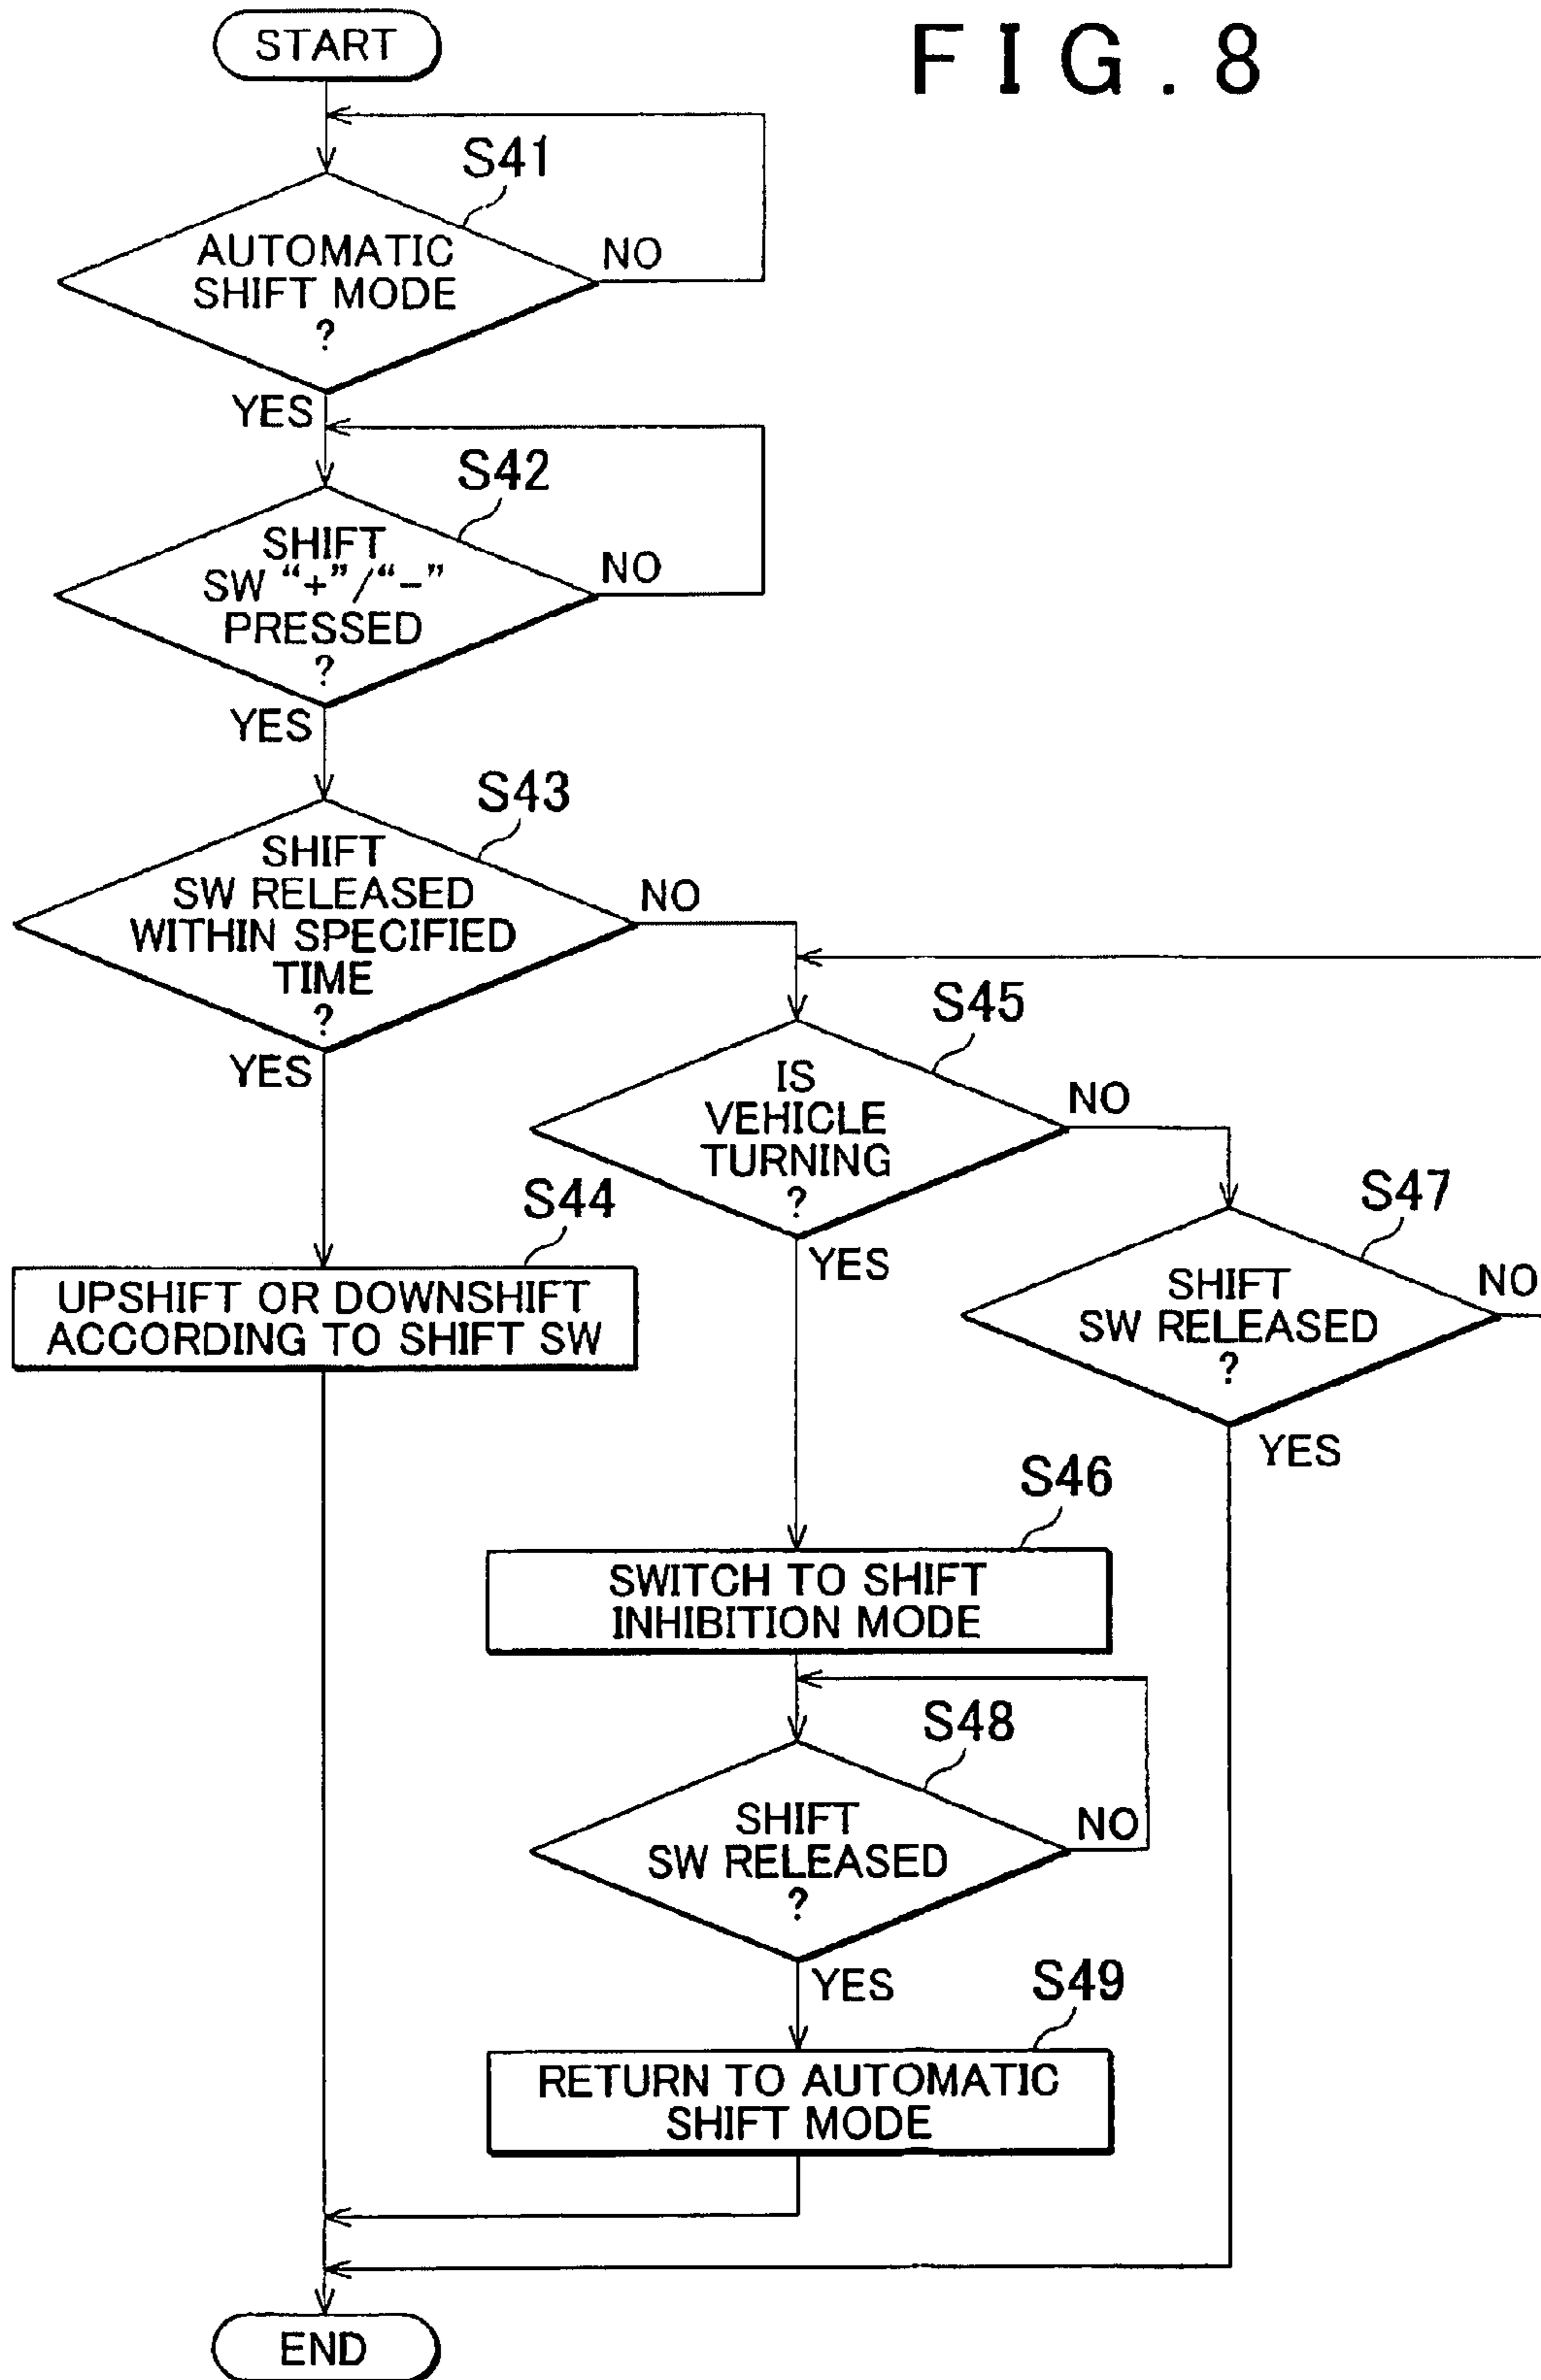 FIG. 8
START
S41
AUTOMATIC
SHIFT MODE
?
NO
YES
S42
SHIFT
SW “+”/“-”
PRESSED
?
NO
YES
S43
SHIFT
SW RELEASED
WITHIN SPECIFIED
TIME
?
NO
YES
S45
IS
VEHICLE
TURNING
?
NO
YES
S44
UPSHIFT OR DOWNSHIFT
ACCORDING TO SHIFT SW
S47
SHIFT
SW RELEASED
?
NO
YES
S46
SWITCH TO SHIFT
INHIBITION MODE
S48
SHIFT
SW RELEASED
?
NO
YES
S49
RETURN TO AUTOMATIC
SHIFT MODE
END